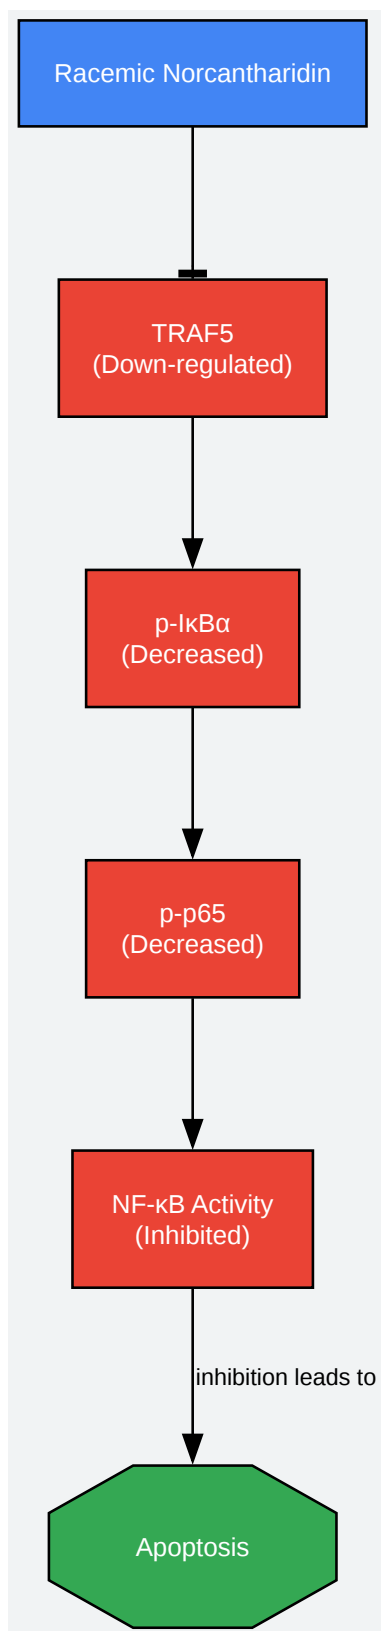 Racemic Norcantharidin
TRAF5
(Down-regulated)
p-IκBα
(Decreased)
p-p65
(Decreased)
NF-κB Activity
(Inhibited)
inhibition leads to
Apoptosis